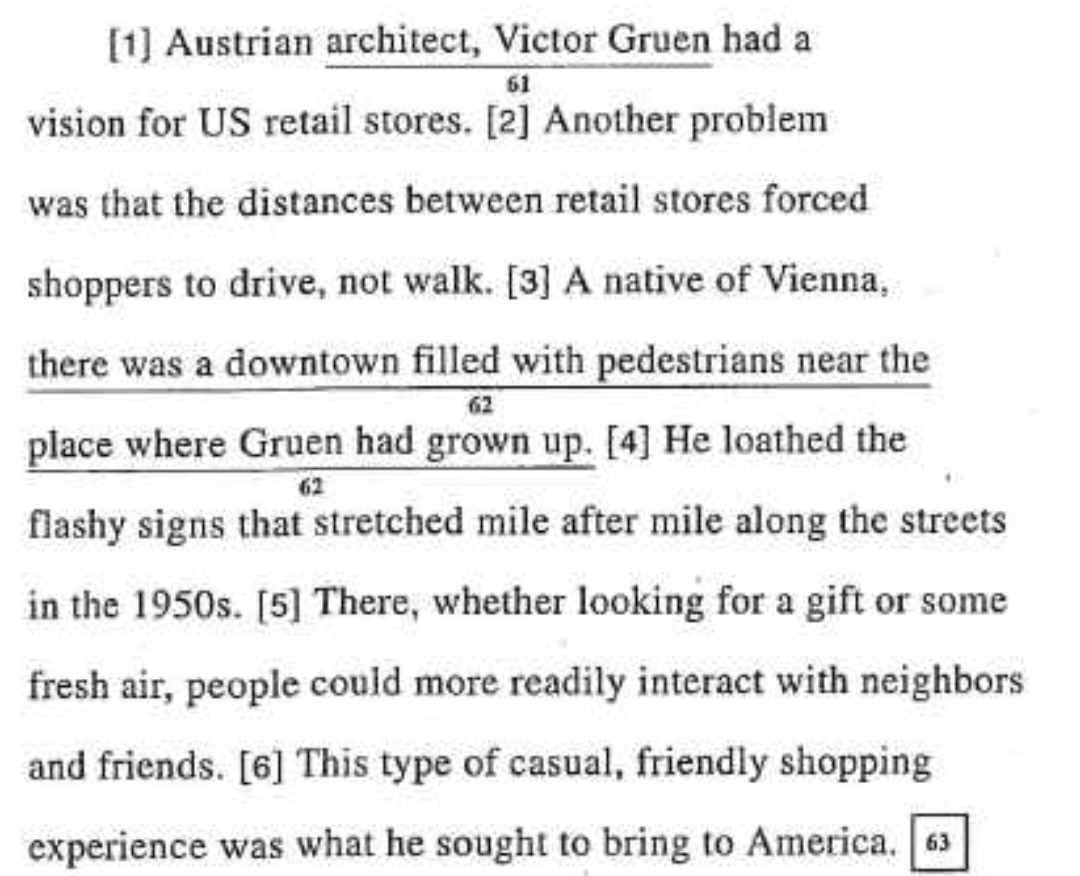 [1] Austrian architect, Victor Gruen had a
61
vision for US retail stores. [2] Another problem
was that the distances between retail stores forced
shoppers to drive, not walk. [3] A native of Vienna,
there was a downtown filled with pedestrians near the
62
place where Gruen had grown up. [4] He loathed the
62
flashy signs that stretched mile after mile along the streets
in the 1950s. [5] There, whether looking for a gift or some
fresh air, people could more readily interact with neighbors
and friends. [6] This type of casual, friendly shopping
experience was what he sought to bring to America. 63